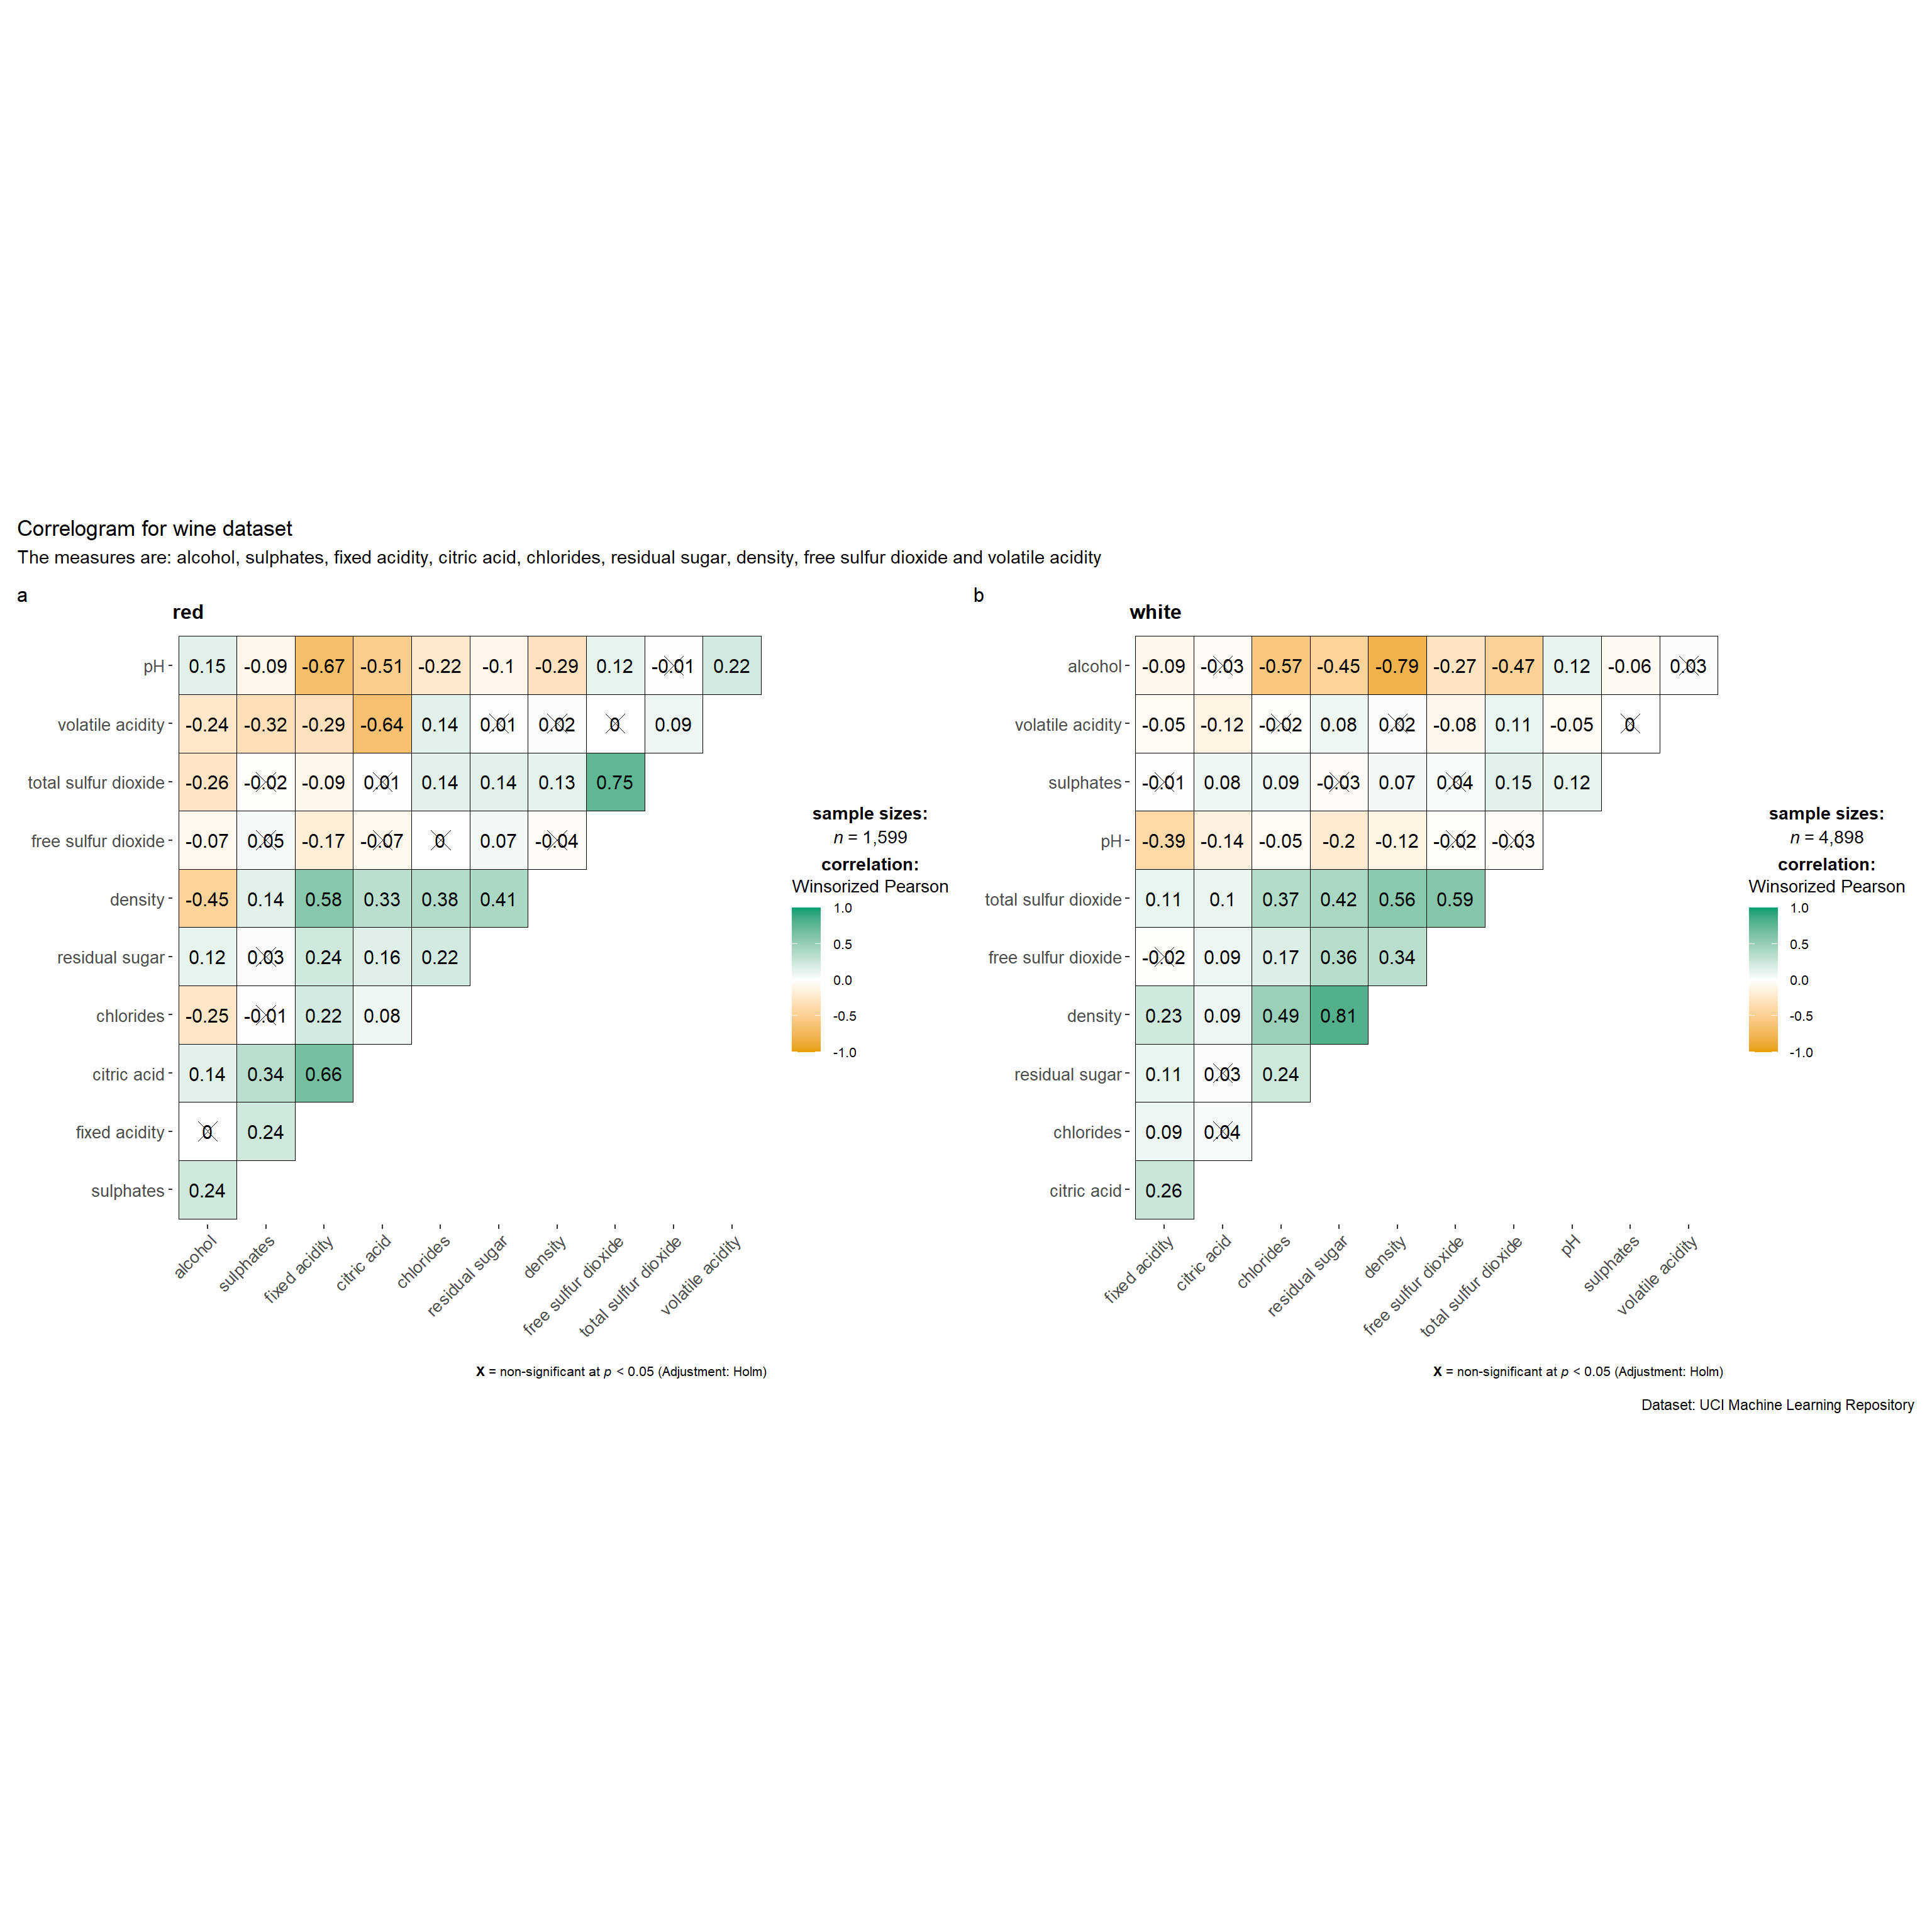 Correlogram for wine dataset
The measures are: alcohol, sulphates, fixed acidity, citric acid, chlorides, residual sugar, density, free sulfur dioxide and volatile acidity
a
red
pH 0.15 -0.09 -0.67 -0.51 -0.22 -0.1 -0.29 0.12 -0.01 0.22
volatile acidity -0.24 -0.32 -0.29 -0.64 0.14 0.01 0.02 0 0.09
total sulfur dioxide -0.26 -0.02 -0.09 0.01 0.14 0.14 0.13 0.75
free sulfur dioxide -0.07 0.05 -0.17 -0.07 0 0.07 -0.04
density -0.45 0.14 0.58 0.33 0.38 0.41
residual sugar 0.12 0.03 0.24 0.16 0.22
chlorides -0.25 -0.01 0.22 0.08
citric acid 0.14 0.34 0.66
fixed acidity 0 0.24
sulphates 0.24
alcohol sulphates fixed acidity citric acid chlorides residual sugar density free sulfur dioxide total sulfur dioxide volatile acidity
sample sizes:
n = 1,599
correlation:
Winsorized Pearson
1.0
0.5
0.0
-0.5
-1.0
X = non-significant at p < 0.05 (Adjustment: Holm)
b
white
alcohol -0.09 -0.03 -0.57 -0.45 -0.79 -0.27 -0.47 0.12 -0.06 0.03
volatile acidity -0.05 -0.12 -0.02 0.08 0.02 -0.08 0.11 -0.05 0
sulphates -0.01 0.08 0.09 -0.03 0.07 0.04 0.15 0.12
pH -0.39 -0.14 -0.05 -0.2 -0.12 -0.02 -0.03
total sulfur dioxide 0.11 0.1 0.37 0.42 0.56 0.59
free sulfur dioxide -0.02 0.09 0.17 0.36 0.34
density 0.23 0.09 0.49 0.81
residual sugar 0.11 0.03 0.24
chlorides 0.09 0.04
citric acid 0.26
fixed acidity citric acid chlorides residual sugar density free sulfur dioxide total sulfur dioxide pH sulphates volatile acidity
sample sizes:
n = 4,898
correlation:
Winsorized Pearson
1.0
0.5
0.0
-0.5
-1.0
X = non-significant at p < 0.05 (Adjustment: Holm)
Dataset: UCI Machine Learning Repository